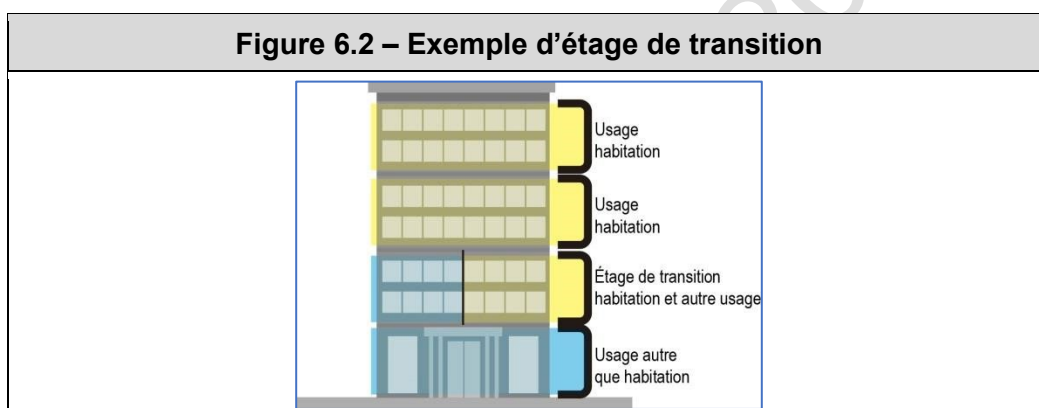 Figure 6.2 – Exemple d’étage de transition
Usage
habitation
Usage
habitation
Étage de transition
habitation et autre usage
Usage autre
que habitation